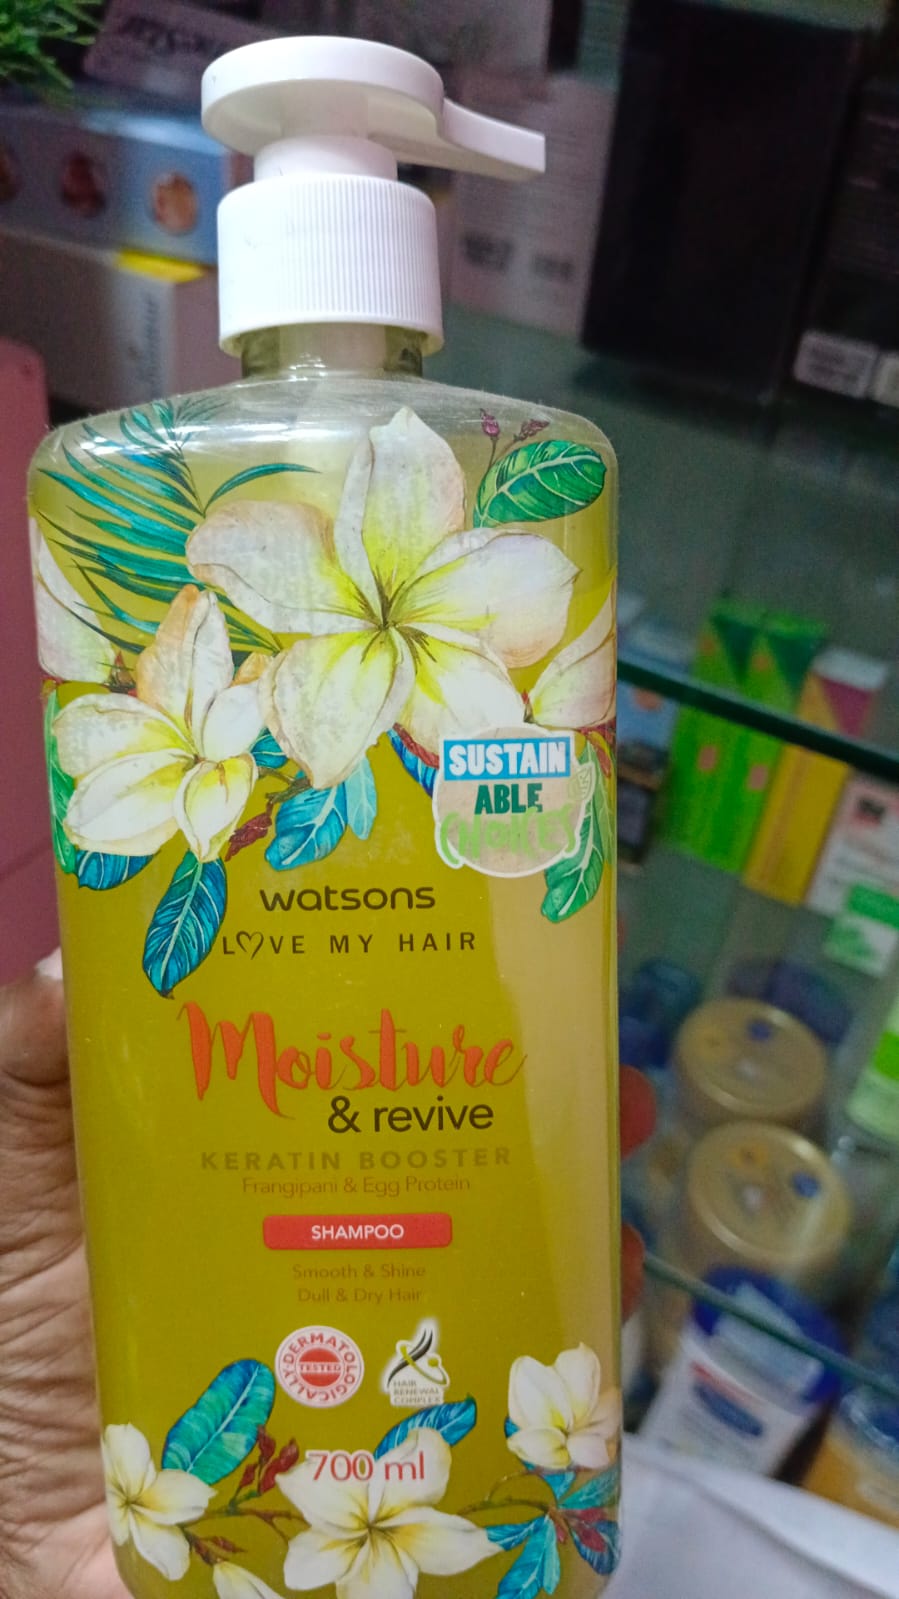 SUSTAIN
ABLE
CHOICES
watsons
LOVE MY HAIR
Moisture
& revive
KERATIN BOOSTER
Frangipani & Egg Protein
SHAMPOO
Smooth & Shine
Dull & Dry Hair
DERMATOLOGICALLY
TESTED
HAIR
RENEWAL
COMPLEX
700 ml